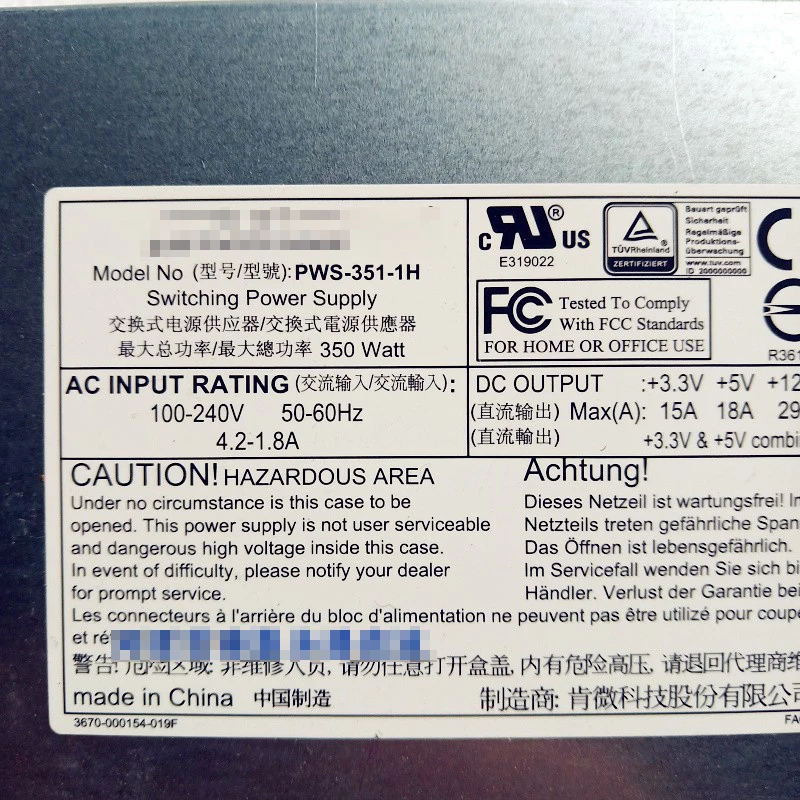 Model No (型号/型號):PWS-351-1H
Switching Power Supply
交换式电源供应器/交換式電源供應器
最大总功率/最大總功率 350 Watt
c RU ® US
E319022
TÜVRheinland
ZERTIFIZIERT
Bauart geprüft
Sicherheit
Regelmäßige
Produktions-
überwachung
www.tuv.com
ID 2000000000
CE
FC Tested To Comply
With FCC Standards
FOR HOME OR OFFICE USE
R361
AC INPUT RATING (交流输入/交流輸入):
100-240V 50-60Hz
4.2-1.8A
DC OUTPUT :+3.3V +5V +12
(直流输出) Max(A): 15A 18A 29
(直流輸出) +3.3V & +5V combi
CAUTION! HAZARDOUS AREA
Under no circumstance is this case to be
opened. This power supply is not user serviceable
and dangerous high voltage inside this case.
In event of difficulty, please notify your dealer
for prompt service.
Achtung!
Dieses Netzeil ist wartungsfrei! Im
Netzteils treten gefährliche Span
Das Öffnen ist lebensgefährlich.
Im Servicefall wenden Sie sich bi
Händler. Verlust der Garantie bei
Les connecteurs à l'arrière du bloc d'alimentation ne peuvent pas être utilizé pour coupe
et ré
警告: 危险区域: 非维修人员, 请勿任意打开盒盖, 内有危险高压, 请退回代理商维
made in China 中国制造
制造商: 肯微科技股份有限公司
3670-000154-019F
FAC